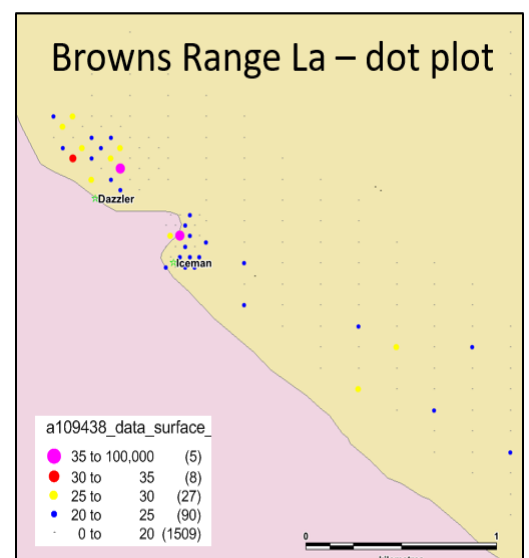 Browns Range La – dot plot
Dazzler
Iceman
a109438_data_surface_
35 to 100,000 (5)
30 to 35 (8)
25 to 30 (27)
20 to 25 (90)
0 to 20 (1509)
0 1